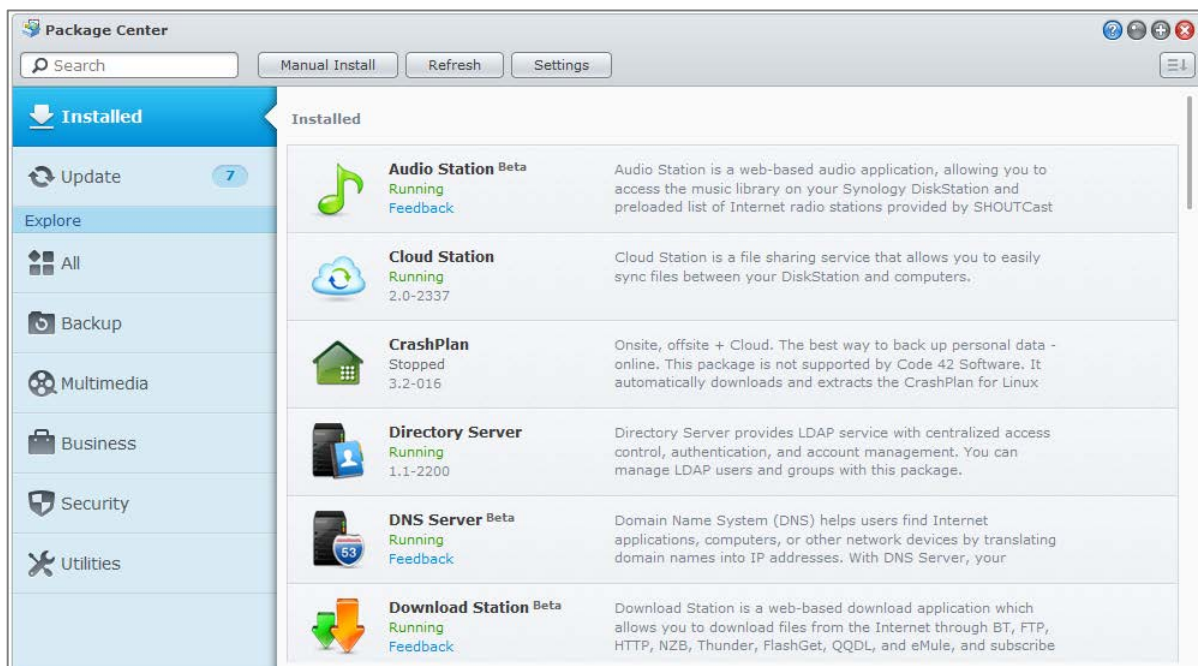 Package Center
Search
Manual Install
Refresh
Settings
Installed
Update
7
Explore
All
Backup
Multimedia
Business
Security
Utilities
Installed
Audio Station Beta
Running
Feedback
Audio Station is a web-based audio application, allowing you to
access the music library on your Synology DiskStation and
preloaded list of Internet radio stations provided by SHOUTCast
Cloud Station
Running
2.0-2337
Cloud Station is a file sharing service that allows you to easily
sync files between your DiskStation and computers.
CrashPlan
Stopped
3.2-016
Onsite, offsite + Cloud. The best way to back up personal data -
online. This package is not supported by Code 42 Software. It
automatically downloads and extracts the CrashPlan for Linux
Directory Server
Running
1.1-2200
Directory Server provides LDAP service with centralized access
control, authentication, and account management. You can
manage LDAP users and groups with this package.
DNS Server Beta
Running
Feedback
53
Domain Name System (DNS) helps users find Internet
applications, computers, or other network devices by translating
domain names into IP addresses. With DNS Server, your
Download Station Beta
Running
Feedback
Download Station is a web-based download application which
allows you to download files from the Internet through BT, FTP,
HTTP, NZB, Thunder, FlashGet, QQDL, and eMule, and subscribe